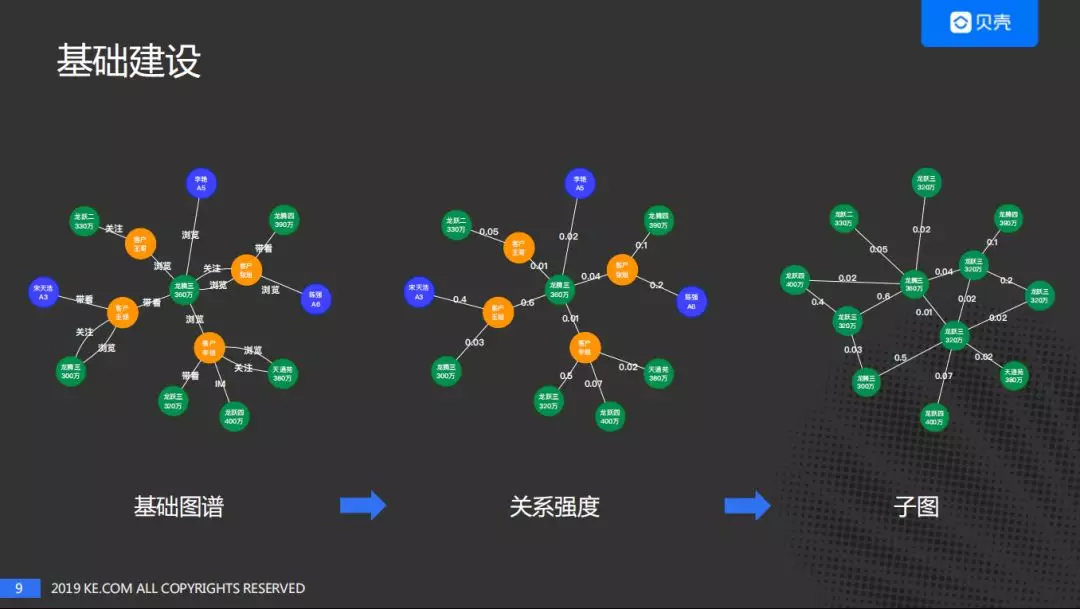 贝壳
基础建设
李艳
A5
龙跃二
330万
龙腾四
390万
关注
客户
王军
浏览
带看
浏览
关注
客户
浏览
宋天浩
A3
龙腾三
360万
浏览
陈强
A6
带看
带看
客户
关注
浏览
浏览
客户
浏览
关注
天通苑
380万
龙腾三
300万
带看
IM
龙跃三
320万
龙跃四
400万
李艳
A5
龙跃二
330万
龙腾四
390万
0.05
客户
王军
0.02
0.1
0.01
0.04
客户
0.2
宋天浩
A3
龙腾三
360万
陈强
A6
0.4
0.6
客户
0.01
0.03
客户
0.02
天通苑
380万
龙腾三
300万
0.5
0.07
龙跃三
320万
龙跃四
400万
龙跃三
320万
龙跃二
330万
龙腾四
390万
0.02
0.05
0.1
龙跃三
320万
0.04
龙跃四
400万
0.02
龙腾三
360万
0.2
龙跃三
320万
0.4
0.6
0.02
0.01
0.02
龙跃三
320万
龙跃三
320万
0.03
0.5
0.02
0.07
天通苑
380万
龙腾三
300万
龙跃四
400万
基础图谱
关系强度
子图
9
2019 KE.COM ALL COPYRIGHTS RESERVED